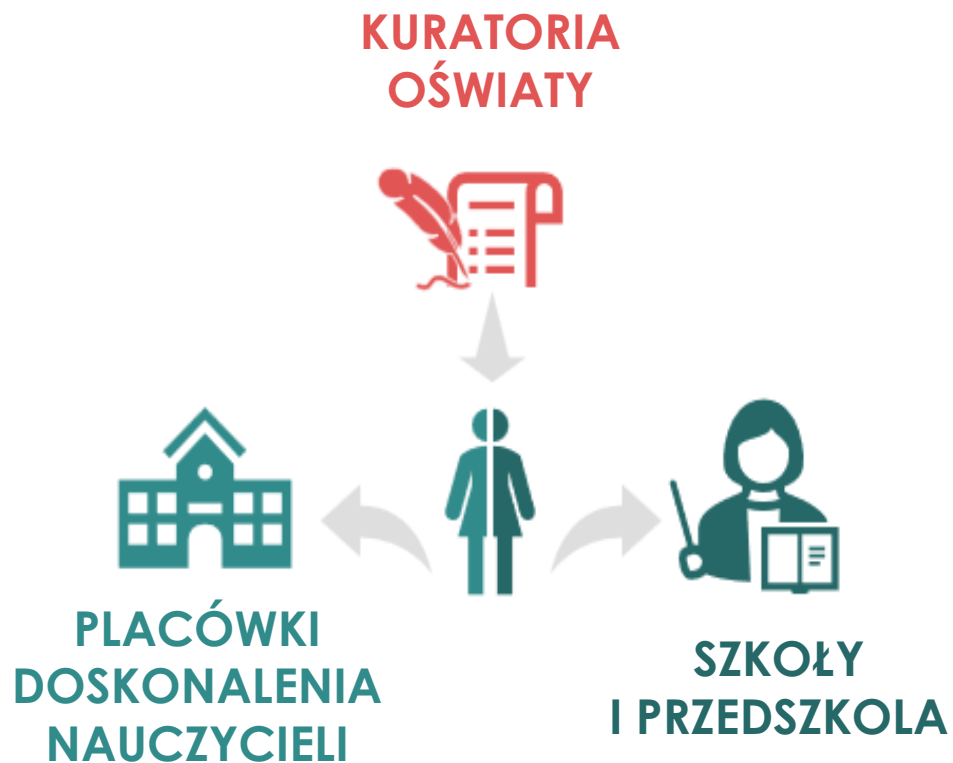 KURATORIA
OŚWIATY
PLACÓWKI
DOSKONALENIA
NAUCZYCIELI
SZKOŁY
I PRZEDSZKOLA